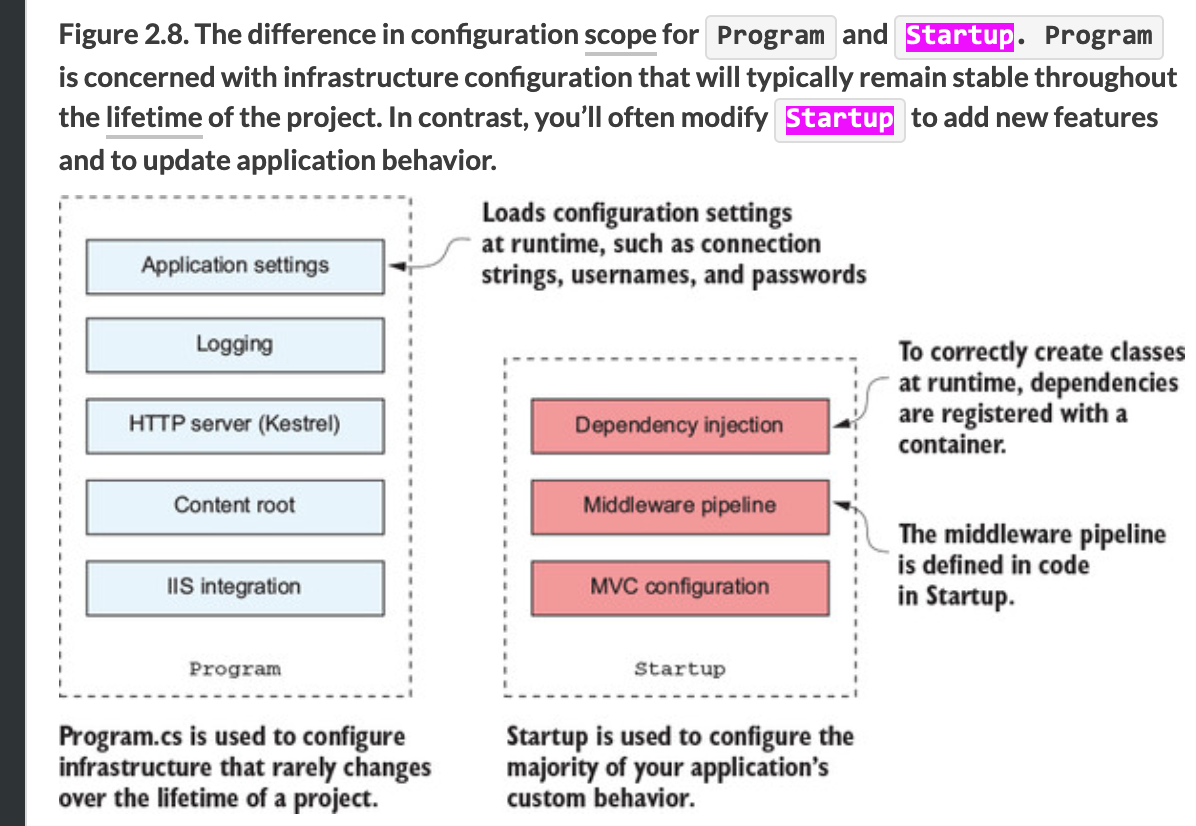 Figure 2.8. The difference in configuration scope for Program and Startup. Program
is concerned with infrastructure configuration that will typically remain stable throughout
the lifetime of the project. In contrast, you’ll often modify Startup to add new features
and to update application behavior.
Loads configuration settings
at runtime, such as connection
strings, usernames, and passwords
Application settings
Logging
HTTP server (Kestrel)
Content root
IIS integration
Program
To correctly create classes
at runtime, dependencies
are registered with a
container.
Dependency injection
Middleware pipeline
MVC configuration
Startup
The middleware pipeline
is defined in code
in Startup.
Program.cs is used to configure
infrastructure that rarely changes
over the lifetime of a project.
Startup is used to configure the
majority of your application’s
custom behavior.